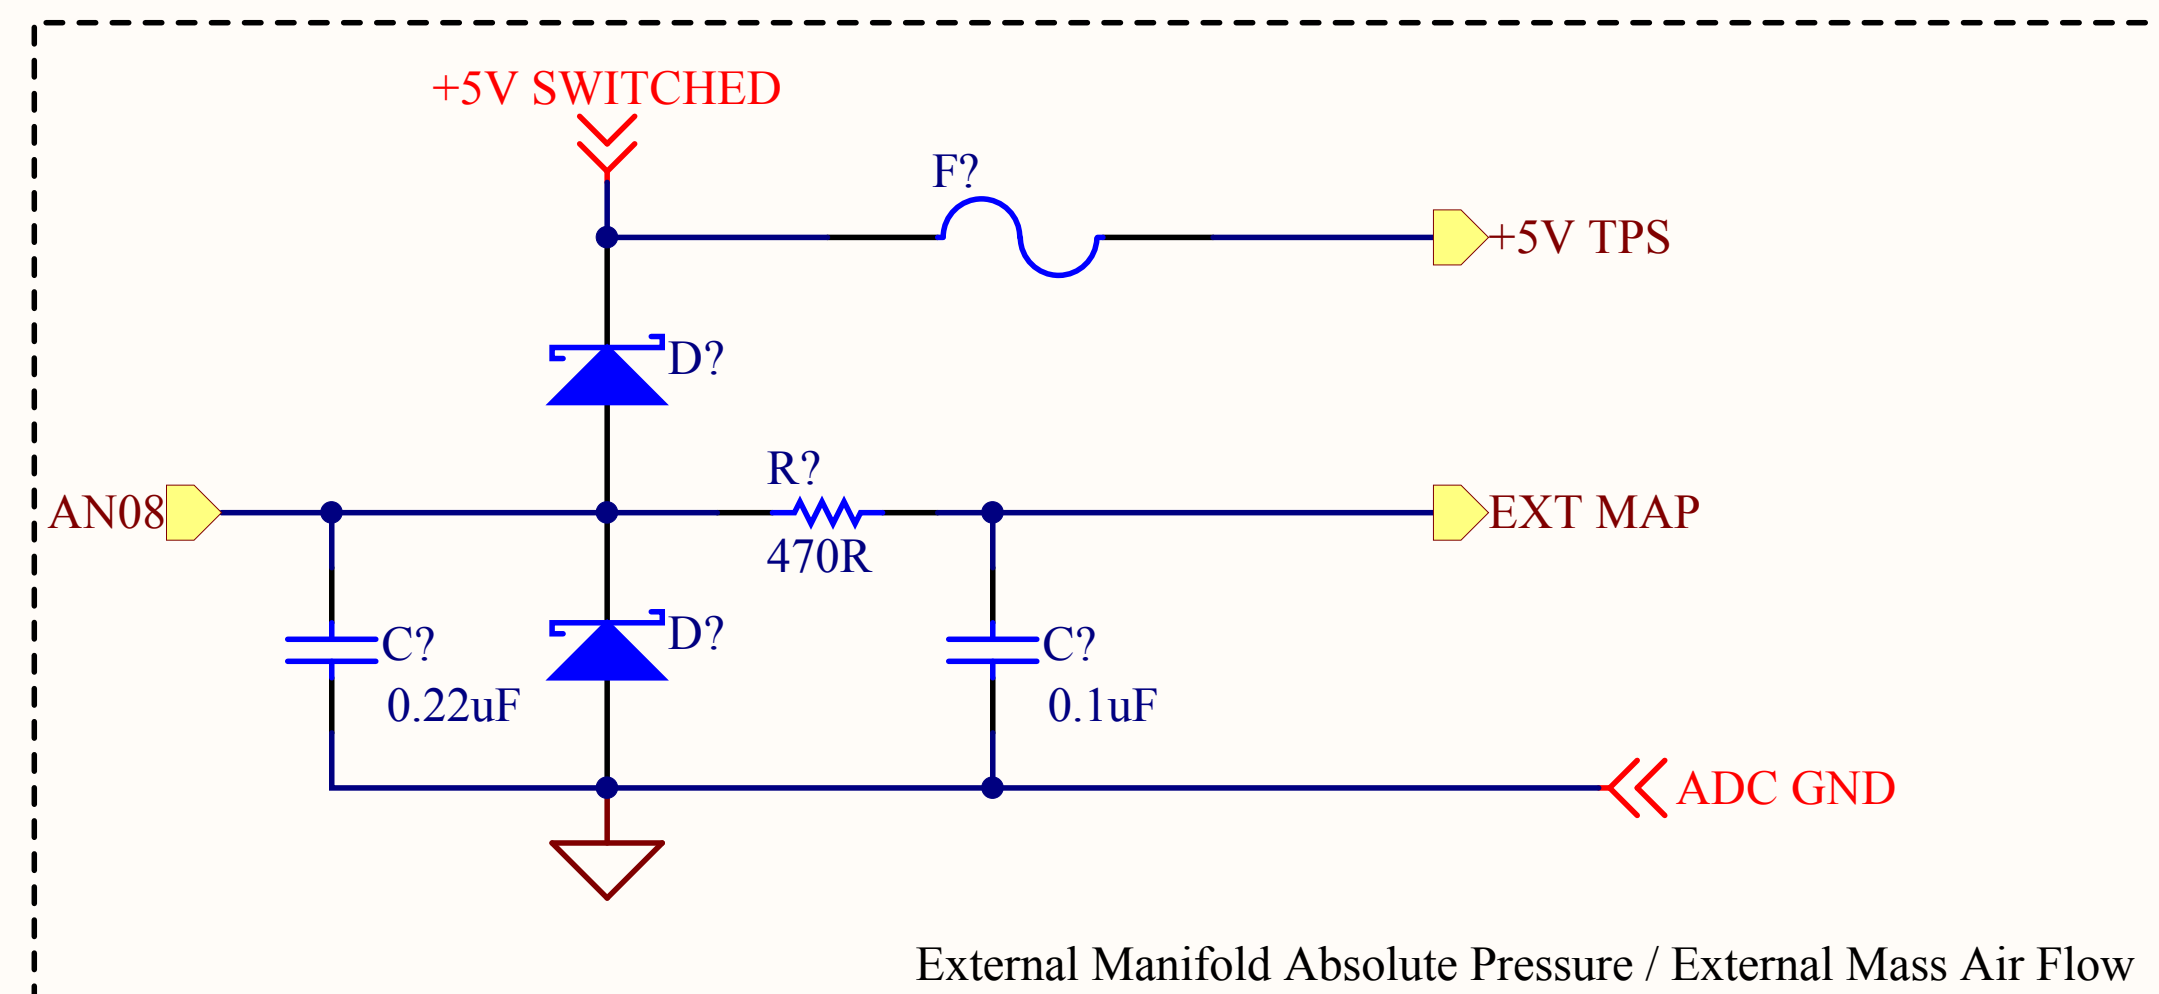 +5V SWITCHED
F?
+5V TPS
D?
R?
AN08
EXT MAP
470R
C?
D?
C?
0.22uF
0.1uF
ADC GND
External Manifold Absolute Pressure / External Mass Air Flow